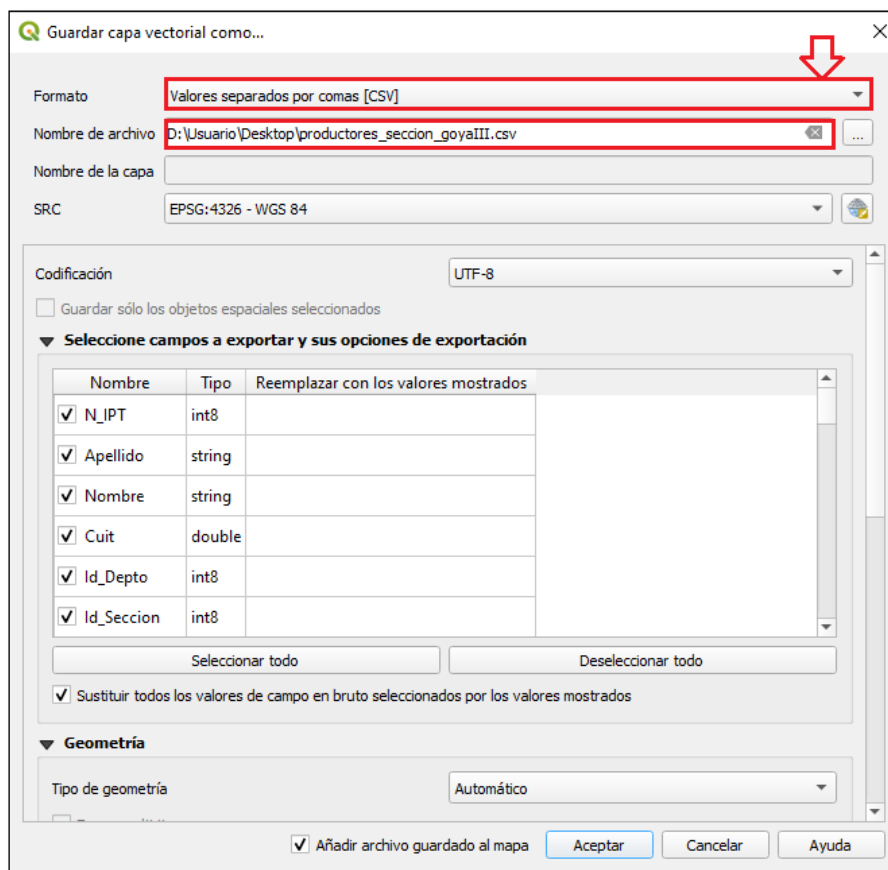 Guardar capa vectorial como...
Formato Valores separados por comas [CSV]
Nombre de archivo D:\Usuario\Desktop\productores_seccion_goyaIII.csv ...
Nombre de la capa
SRC EPSG:4326 - WGS 84
Codificación UTF-8
Guardar sólo los objetos espaciales seleccionados
Seleccione campos a exportar y sus opciones de exportación
Nombre Tipo Reemplazar con los valores mostrados
N_IPT int8
Apellido string
Nombre string
Cuit double
Id_Depto int8
Id_Seccion int8
Seleccionar todo Deseleccionar todo
Sustituir todos los valores de campo en bruto seleccionados por los valores mostrados
Geometría
Tipo de geometría Automático
Añadir archivo guardado al mapa Aceptar Cancelar Ayuda